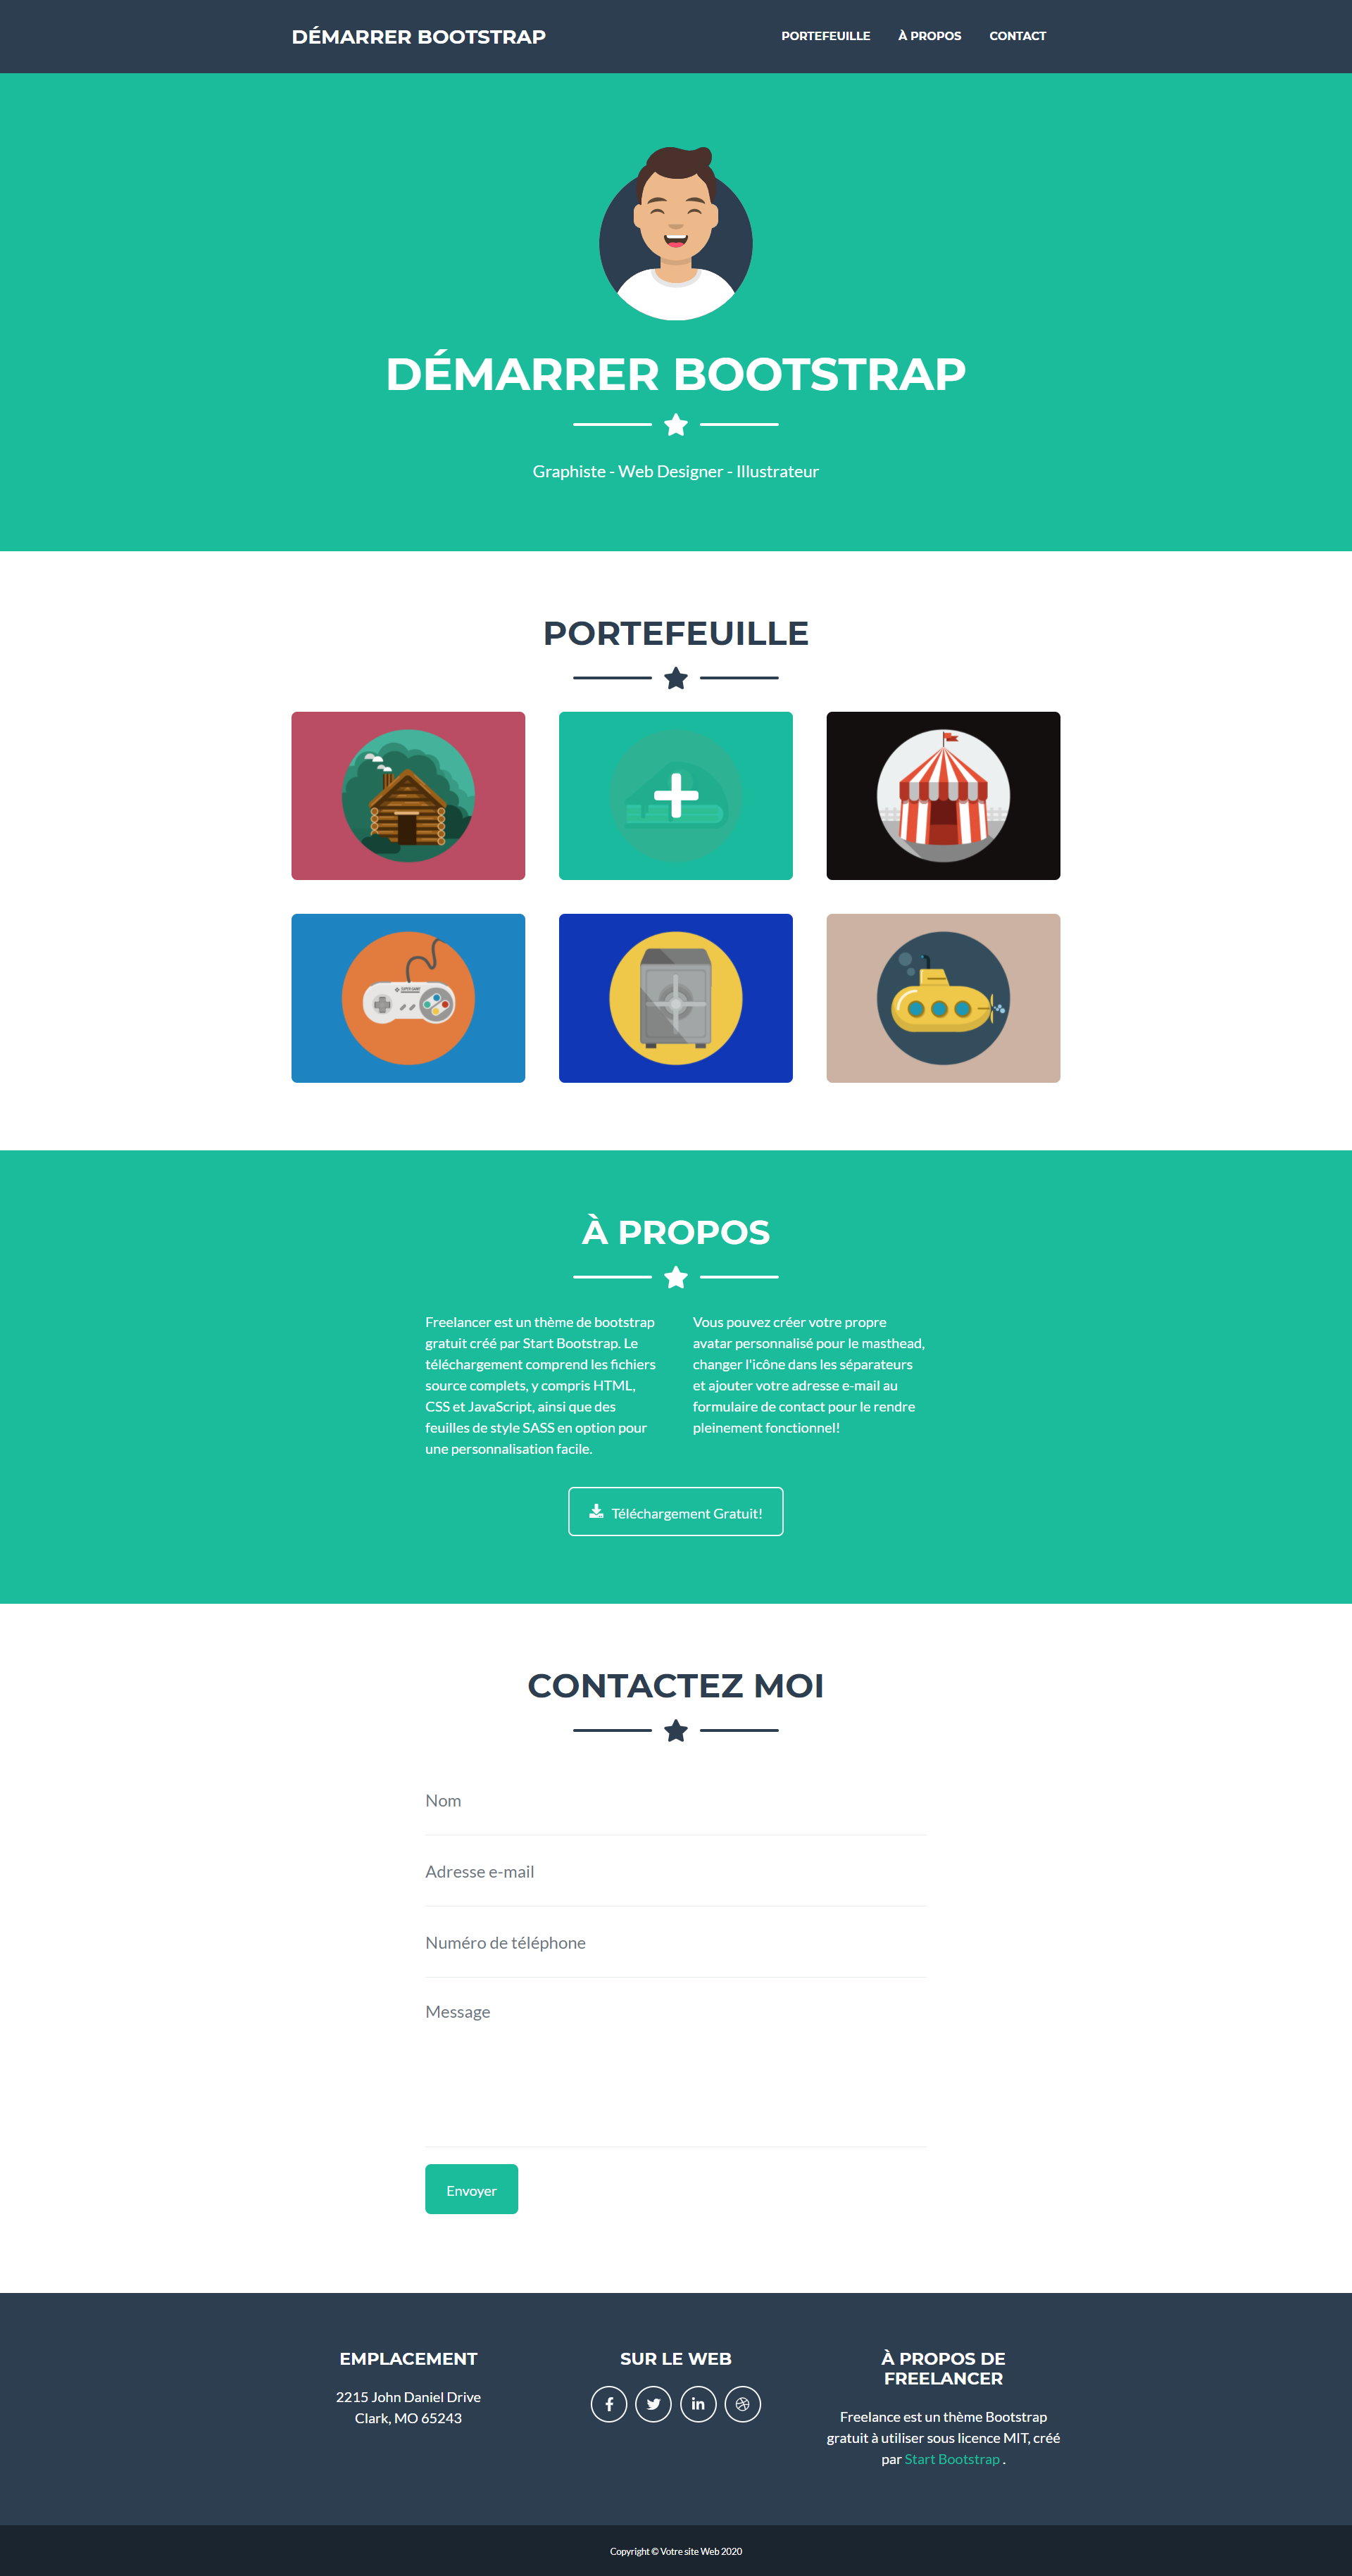 DÉMARRER BOOTSTRAP
PORTEFEUILLE
À PROPOS
CONTACT
DÉMARRER BOOTSTRAP
Graphiste - Web Designer - Illustrateur
PORTEFEUILLE
À PROPOS
Freelancer est un thème de bootstrap
gratuit créé par Start Bootstrap. Le
téléchargement comprend les fichiers
source complets, y compris HTML,
CSS et JavaScript, ainsi que des
feuilles de style SASS en option pour
une personnalisation facile.
Vous pouvez créer votre propre
avatar personnalisé pour le masthead,
changer l'icône dans les séparateurs
et ajouter votre adresse e-mail au
formulaire de contact pour le rendre
pleinement fonctionnel!
Téléchargement Gratuit!
CONTACTEZ MOI
Nom
Adresse e-mail
Numéro de téléphone
Message
Envoyer
EMPLACEMENT
2215 John Daniel Drive
Clark, MO 65243
SUR LE WEB
À PROPOS DE
FREELANCER
Freelance est un thème Bootstrap
gratuit à utiliser sous licence MIT, créé
par Start Bootstrap .
Copyright © Votre site Web 2020